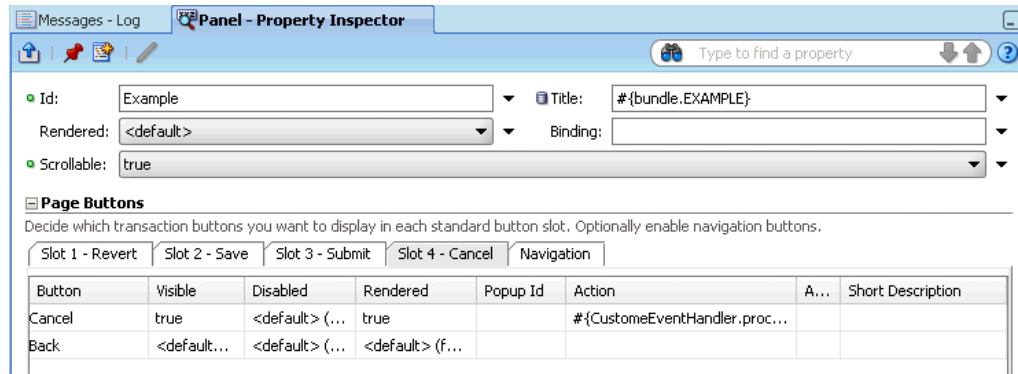 Messages - Log
Panel - Property Inspector
Type to find a property
Id: Example
Title: #{bundle.EXAMPLE}
Rendered: <default>
Binding:
Scrollable: true
Page Buttons
Decide which transaction buttons you want to display in each standard button slot. Optionally enable navigation buttons.
Slot 1 - Revert Slot 2 - Save Slot 3 - Submit Slot 4 - Cancel Navigation
Button Visible Disabled Rendered Popup Id Action A... Short Description
Cancel true <default> (... true #{CustomeEventHandler.proc...
Back <default... <default> (... <default> (f...